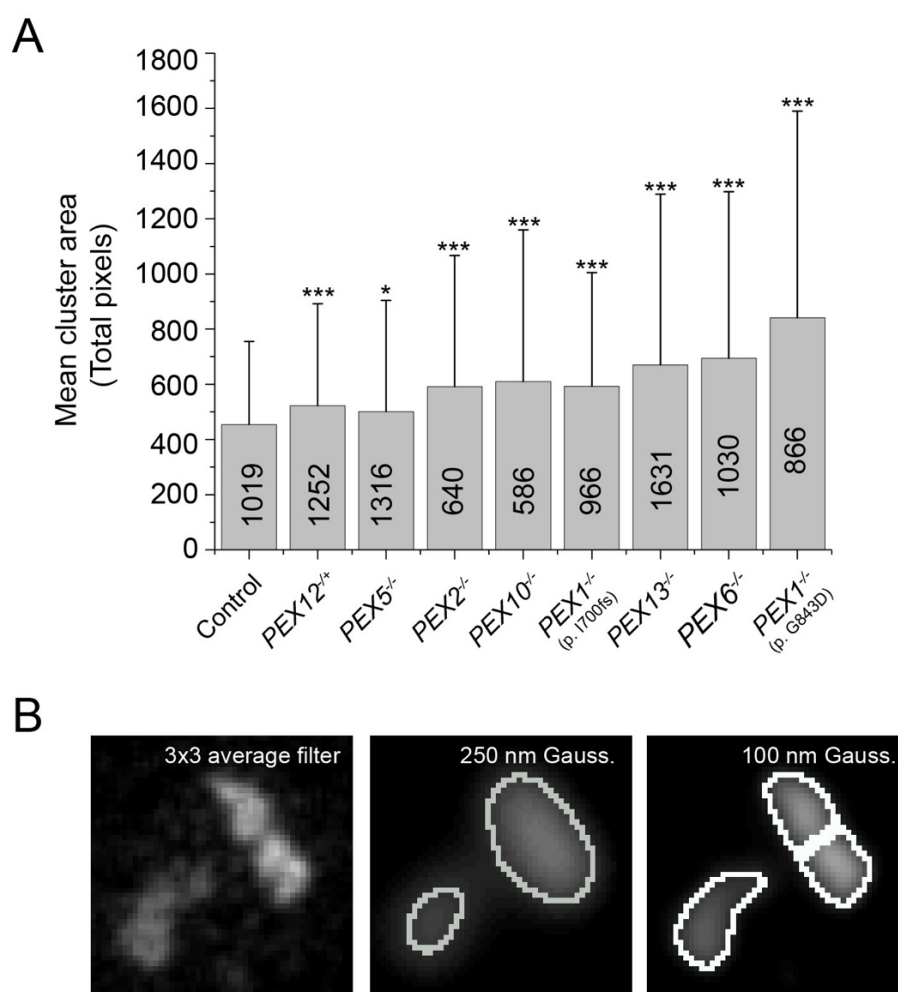 A
Mean cluster area
(Total pixels)
1800
1600
1400
1200
1000
800
600
400
200
0
***
*
***
***
***
***
***
***
1019
1252
1316
640
586
966
1631
1030
866
Control
PEX12-/+
PEX5-/-
PEX2-/-
PEX10-/-
PEX1-/-
(p. I700fs)
PEX13-/-
PEX6-/-
PEX1-/-
(p. G843D)
B
3x3 average filter
250 nm Gauss.
100 nm Gauss.